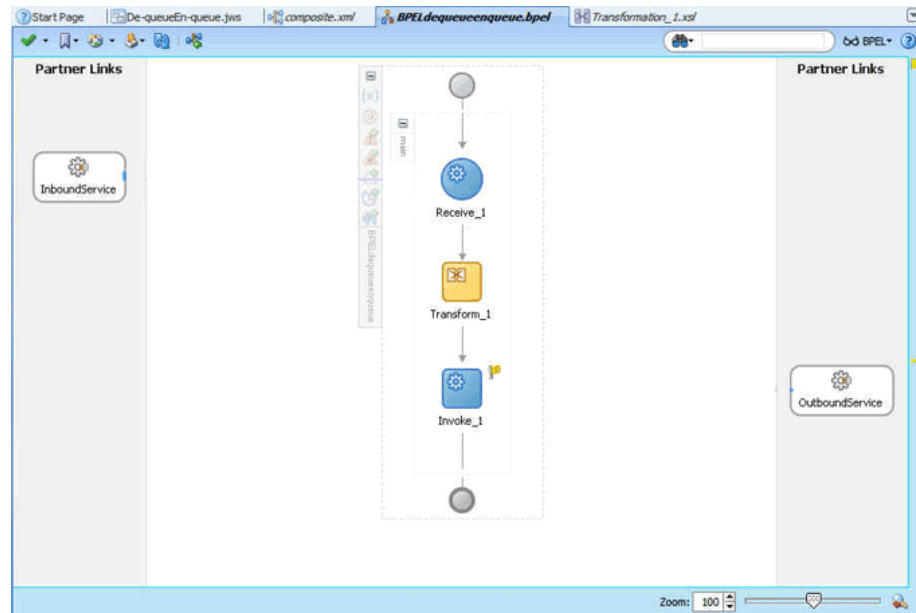 Start Page
De-queueEn-queue.jws
composite.xml
BPELdequeueenqueue.bpel
Transformation_1.xsl
BPEL
Partner Links
Partner Links
main
InboundService
Receive_1
BPELdequeueenqueue
Transform_1
OutboundService
Invoke_1
Zoom: 100